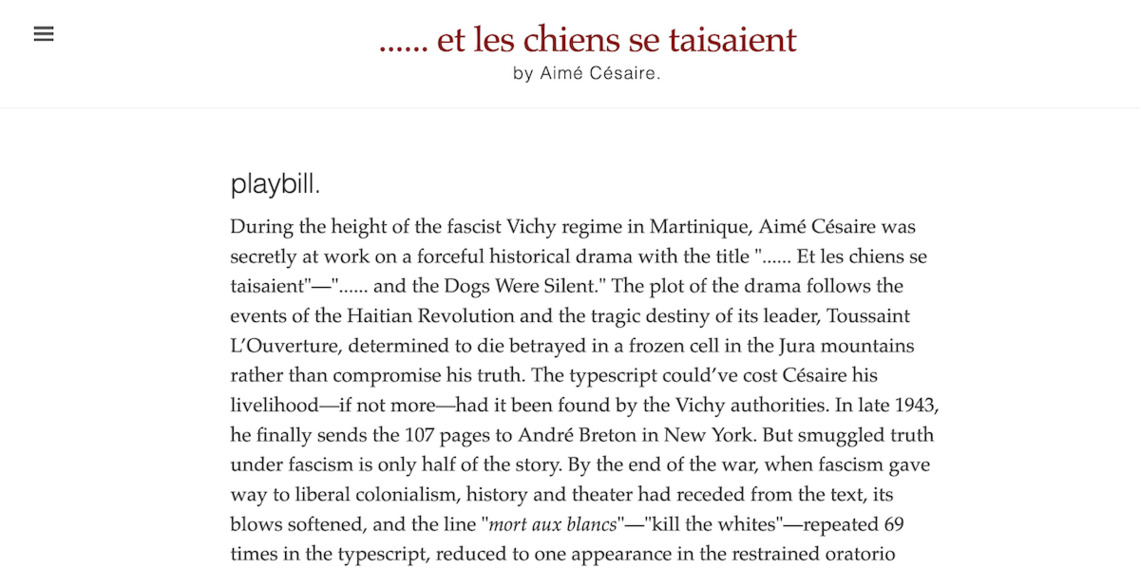 ...... et les chiens se taisaient
by Aimé Césaire.
playbill.
During the height of the fascist Vichy regime in Martinique, Aimé Césaire was
secretly at work on a forceful historical drama with the title "...... Et les chiens se
taisaient"—"...... and the Dogs Were Silent." The plot of the drama follows the
events of the Haitian Revolution and the tragic destiny of its leader, Toussaint
L’Ouverture, determined to die betrayed in a frozen cell in the Jura mountains
rather than compromise his truth. The typescript could’ve cost Césaire his
livelihood—if not more—had it been found by the Vichy authorities. In late 1943,
he finally sends the 107 pages to André Breton in New York. But smuggled truth
under fascism is only half of the story. By the end of the war, when fascism gave
way to liberal colonialism, history and theater had receded from the text, its
blows softened, and the line "mort aux blancs"—"kill the whites"—repeated 69
times in the typescript, reduced to one appearance in the restrained oratorio